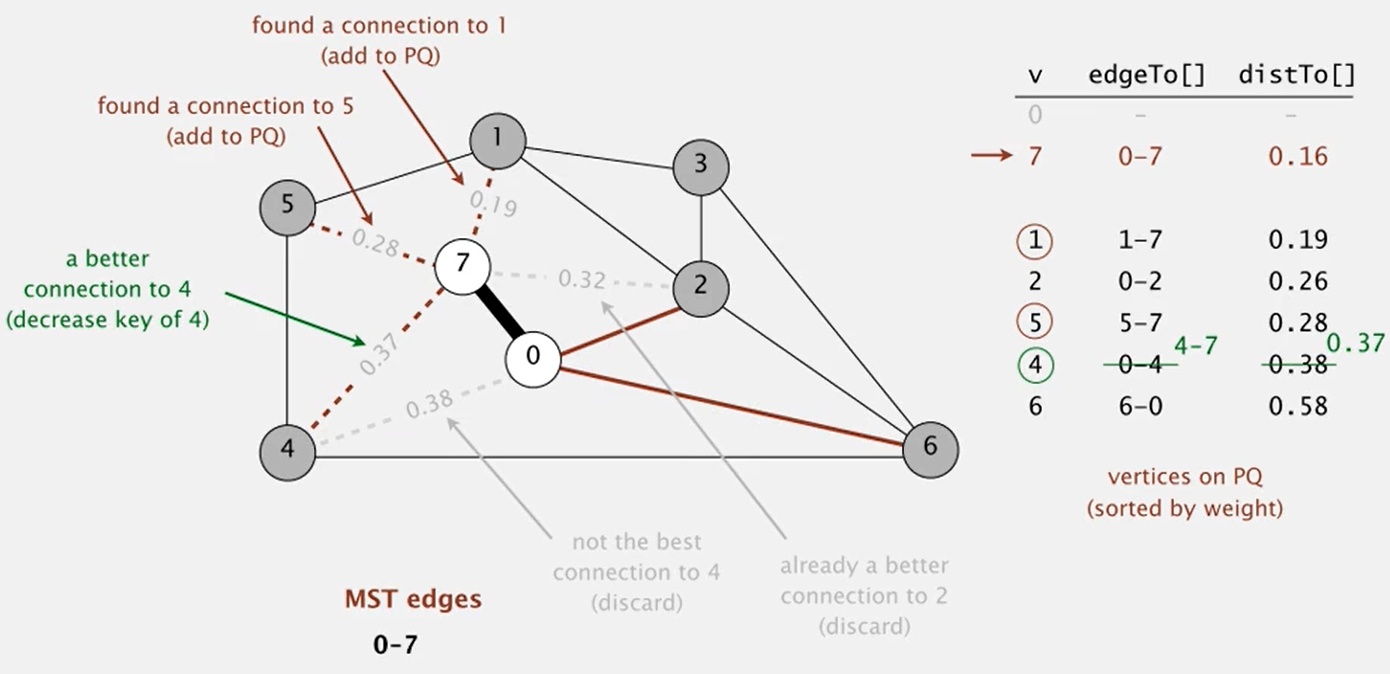 found a connection to 1
(add to PQ)
found a connection to 5
(add to PQ)
a better
connection to 4
(decrease key of 4)
1
3
5
0.19
0.28
7
0.32
2
0.37
0
0.38
4
6
not the best
connection to 4
(discard)
already a better
connection to 2
(discard)
MST edges
0-7
v edgeTo[] distTo[]
0 – –
7 0-7 0.16
1 1-7 0.19
2 0-2 0.26
5 5-7 0.28
4 0-4 4-7 0.38 0.37
6 6-0 0.58
vertices on PQ
(sorted by weight)